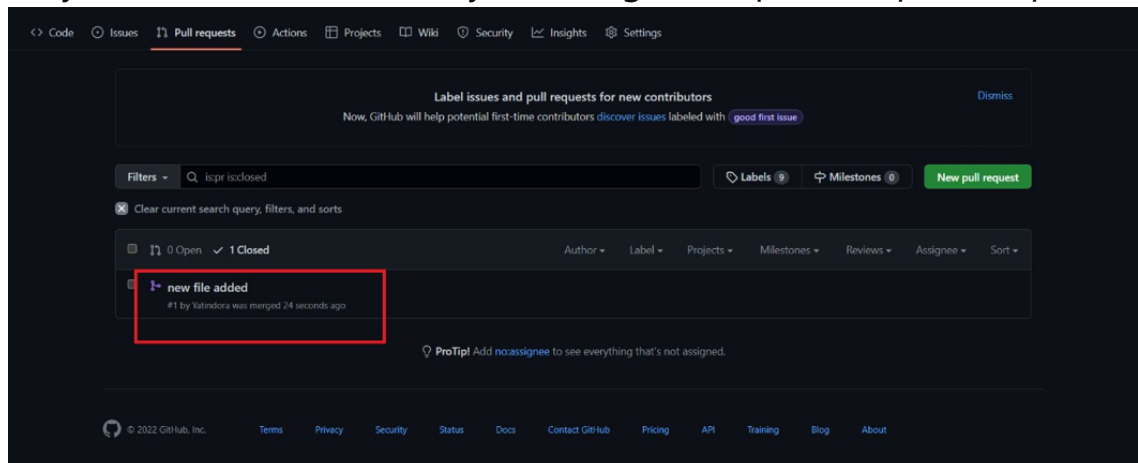 <> Code Issues Pull requests Actions Projects Wiki Security Insights Settings
Label issues and pull requests for new contributors
Dismiss
Now, GitHub will help potential first-time contributors discover issues labeled with good first issue
Filters is:pr is:closed Labels 9 Milestones 0 New pull request
Clear current search query, filters, and sorts
0 Open 1 Closed Author Label Projects Milestones Reviews Assignee Sort
new file added
#1 by Yatindora was merged 24 seconds ago
ProTip! Add no:assignee to see everything that's not assigned.
© 2022 GitHub, Inc. Terms Privacy Security Status Docs Contact GitHub Pricing API Training Blog About